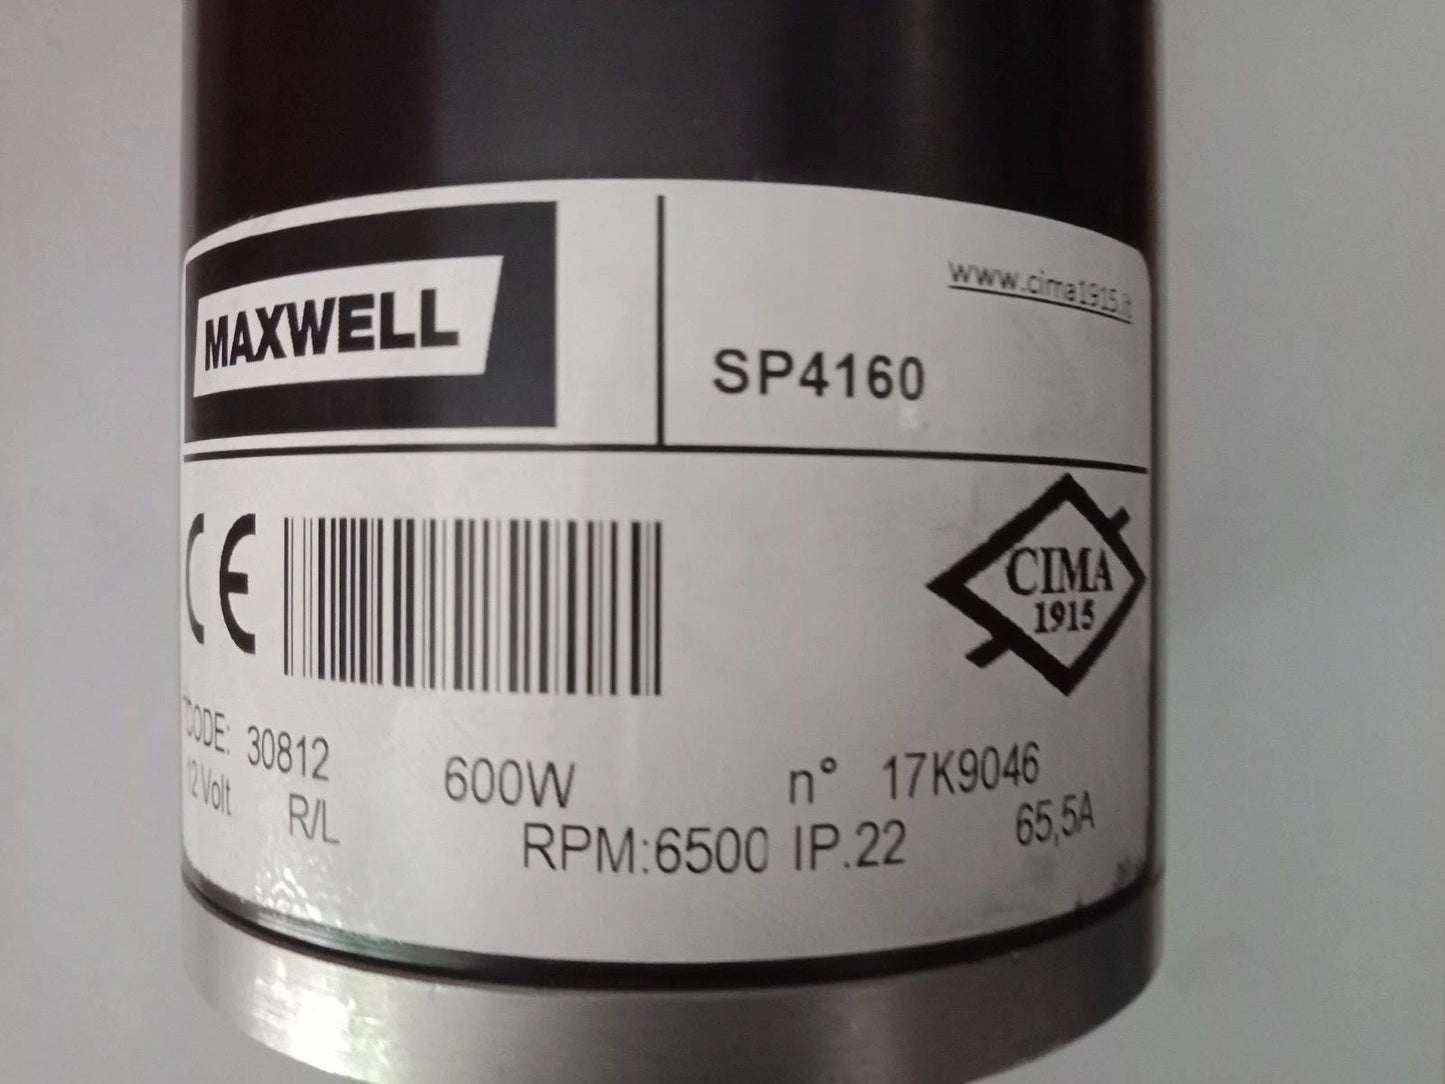 MAXWELL
SP4160
www.cima1915.it
CE
CIMA
1915
CODE: 30812
600W
n° 17K9046
12 Volt
R/L
RPM:6500
IP.22
65,5A